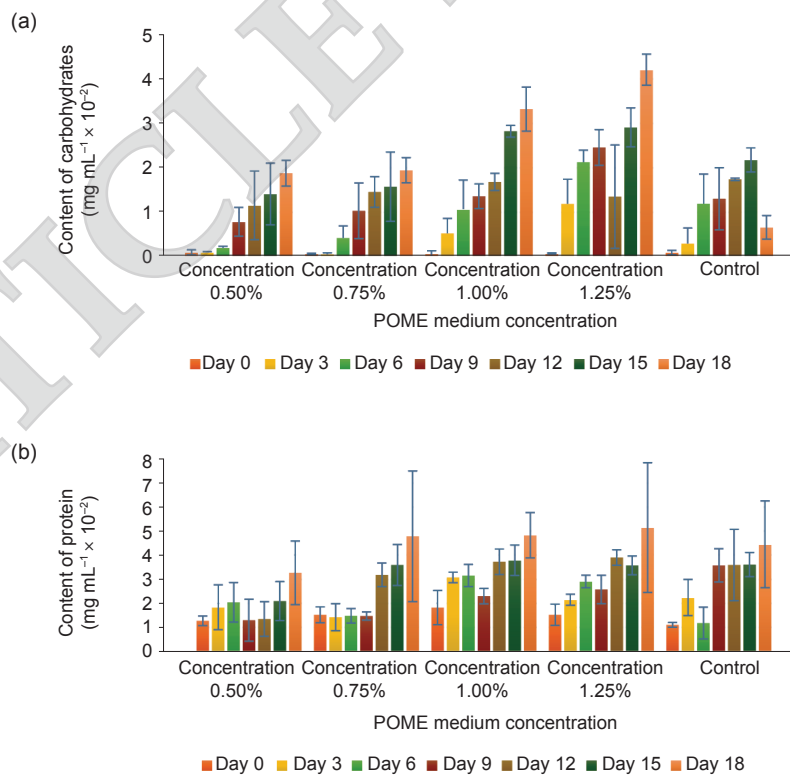 (a)
Content of carbohydrates
(mg mL⁻¹ × 10⁻²)
5
4
3
2
1
0
Concentration 0.50%
Concentration 0.75%
Concentration 1.00%
Concentration 1.25%
Control
POME medium concentration
Day 0 Day 3 Day 6 Day 9 Day 12 Day 15 Day 18
(b)
Content of protein
(mg mL⁻¹ × 10⁻²)
8
7
6
5
4
3
2
1
0
Concentration 0.50%
Concentration 0.75%
Concentration 1.00%
Concentration 1.25%
Control
POME medium concentration
Day 0 Day 3 Day 6 Day 9 Day 12 Day 15 Day 18
TICLE